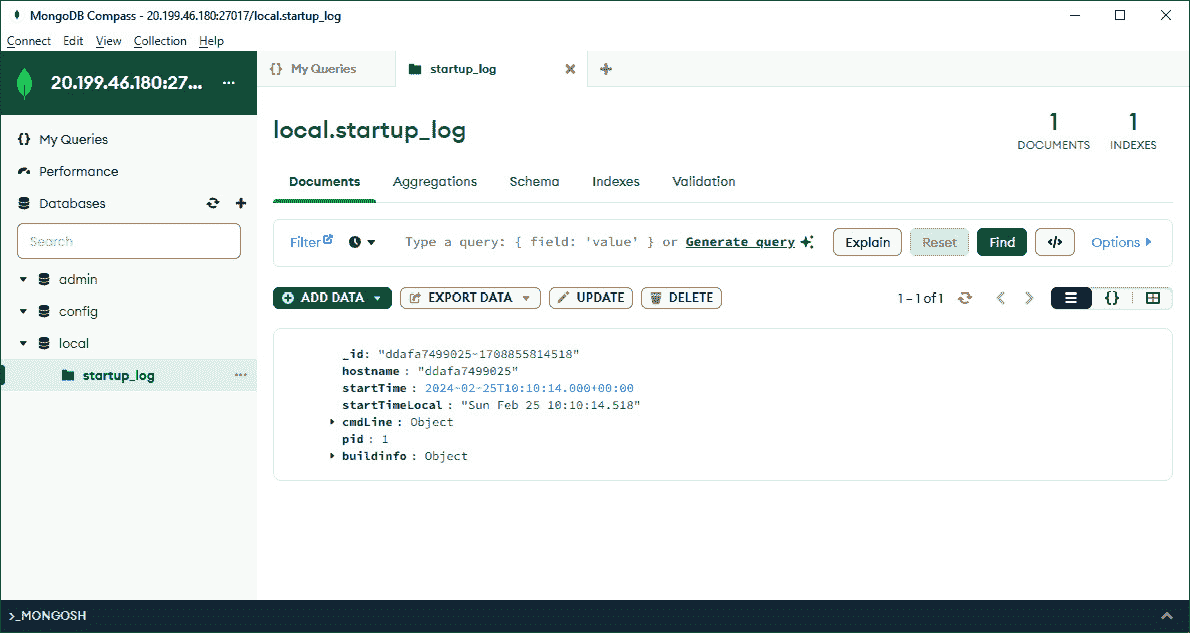 MongoDB Compass - 20.199.46.180:27017/local.startup_log
Connect Edit View Collection Help
20.199.46.180:27... ...
My Queries
Performance
Databases
Search
admin
config
local
startup_log ...
{} My Queries
startup_log
local.startup_log
1 DOCUMENTS
1 INDEXES
Documents Aggregations Schema Indexes Validation
Filter Type a query: { field: 'value' } or Generate query Explain Reset Find </> Options
ADD DATA EXPORT DATA UPDATE DELETE 1–1 of 1 {}
_id: "ddafa7499025-1708855814518"
hostname : "ddafa7499025"
startTime : 2024-02-25T10:10:14.000+00:00
startTimeLocal : "Sun Feb 25 10:10:14.518"
cmdLine : Object
pid : 1
buildinfo : Object
>_MONGOSH